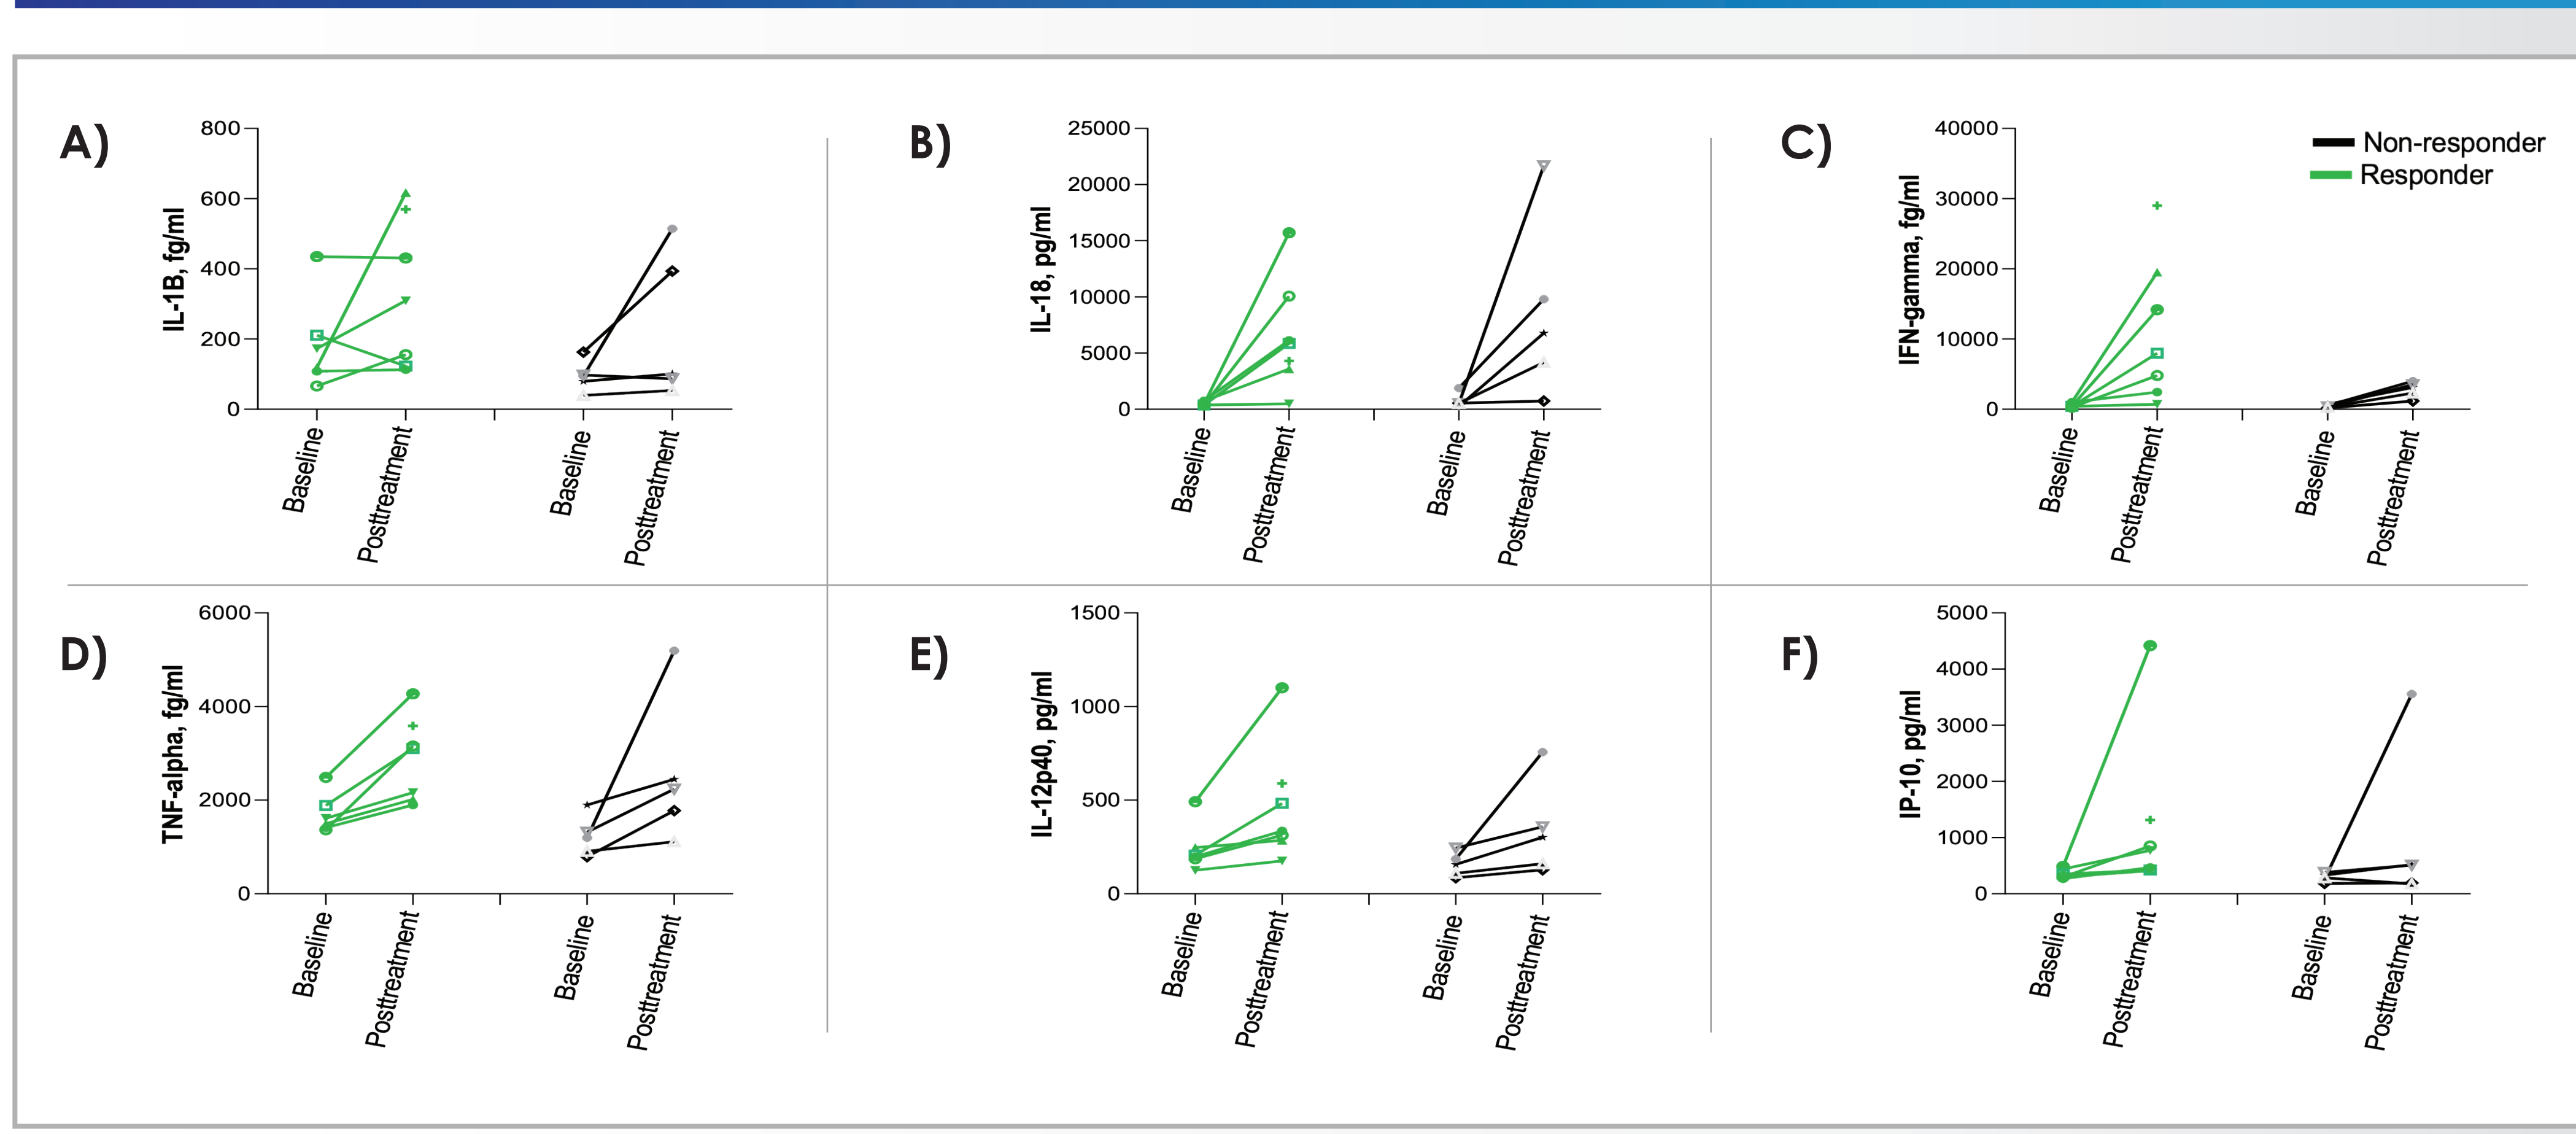 A)
800
600
400
200
0
IL-1B, fg/ml
Baseline
Posttreatment
Baseline
Posttreatment
B)
25000
20000
15000
10000
5000
0
IL-18, pg/ml
Baseline
Posttreatment
Baseline
Posttreatment
C)
40000
30000
20000
10000
0
IFN-gamma, fg/ml
Non-responder
Responder
Baseline
Posttreatment
Baseline
Posttreatment
D)
6000
4000
2000
0
TNF-alpha, fg/ml
Baseline
Posttreatment
Baseline
Posttreatment
E)
1500
1000
500
0
IL-12p40, pg/ml
Baseline
Posttreatment
Baseline
Posttreatment
F)
5000
4000
3000
2000
1000
0
IP-10, pg/ml
Baseline
Posttreatment
Baseline
Posttreatment